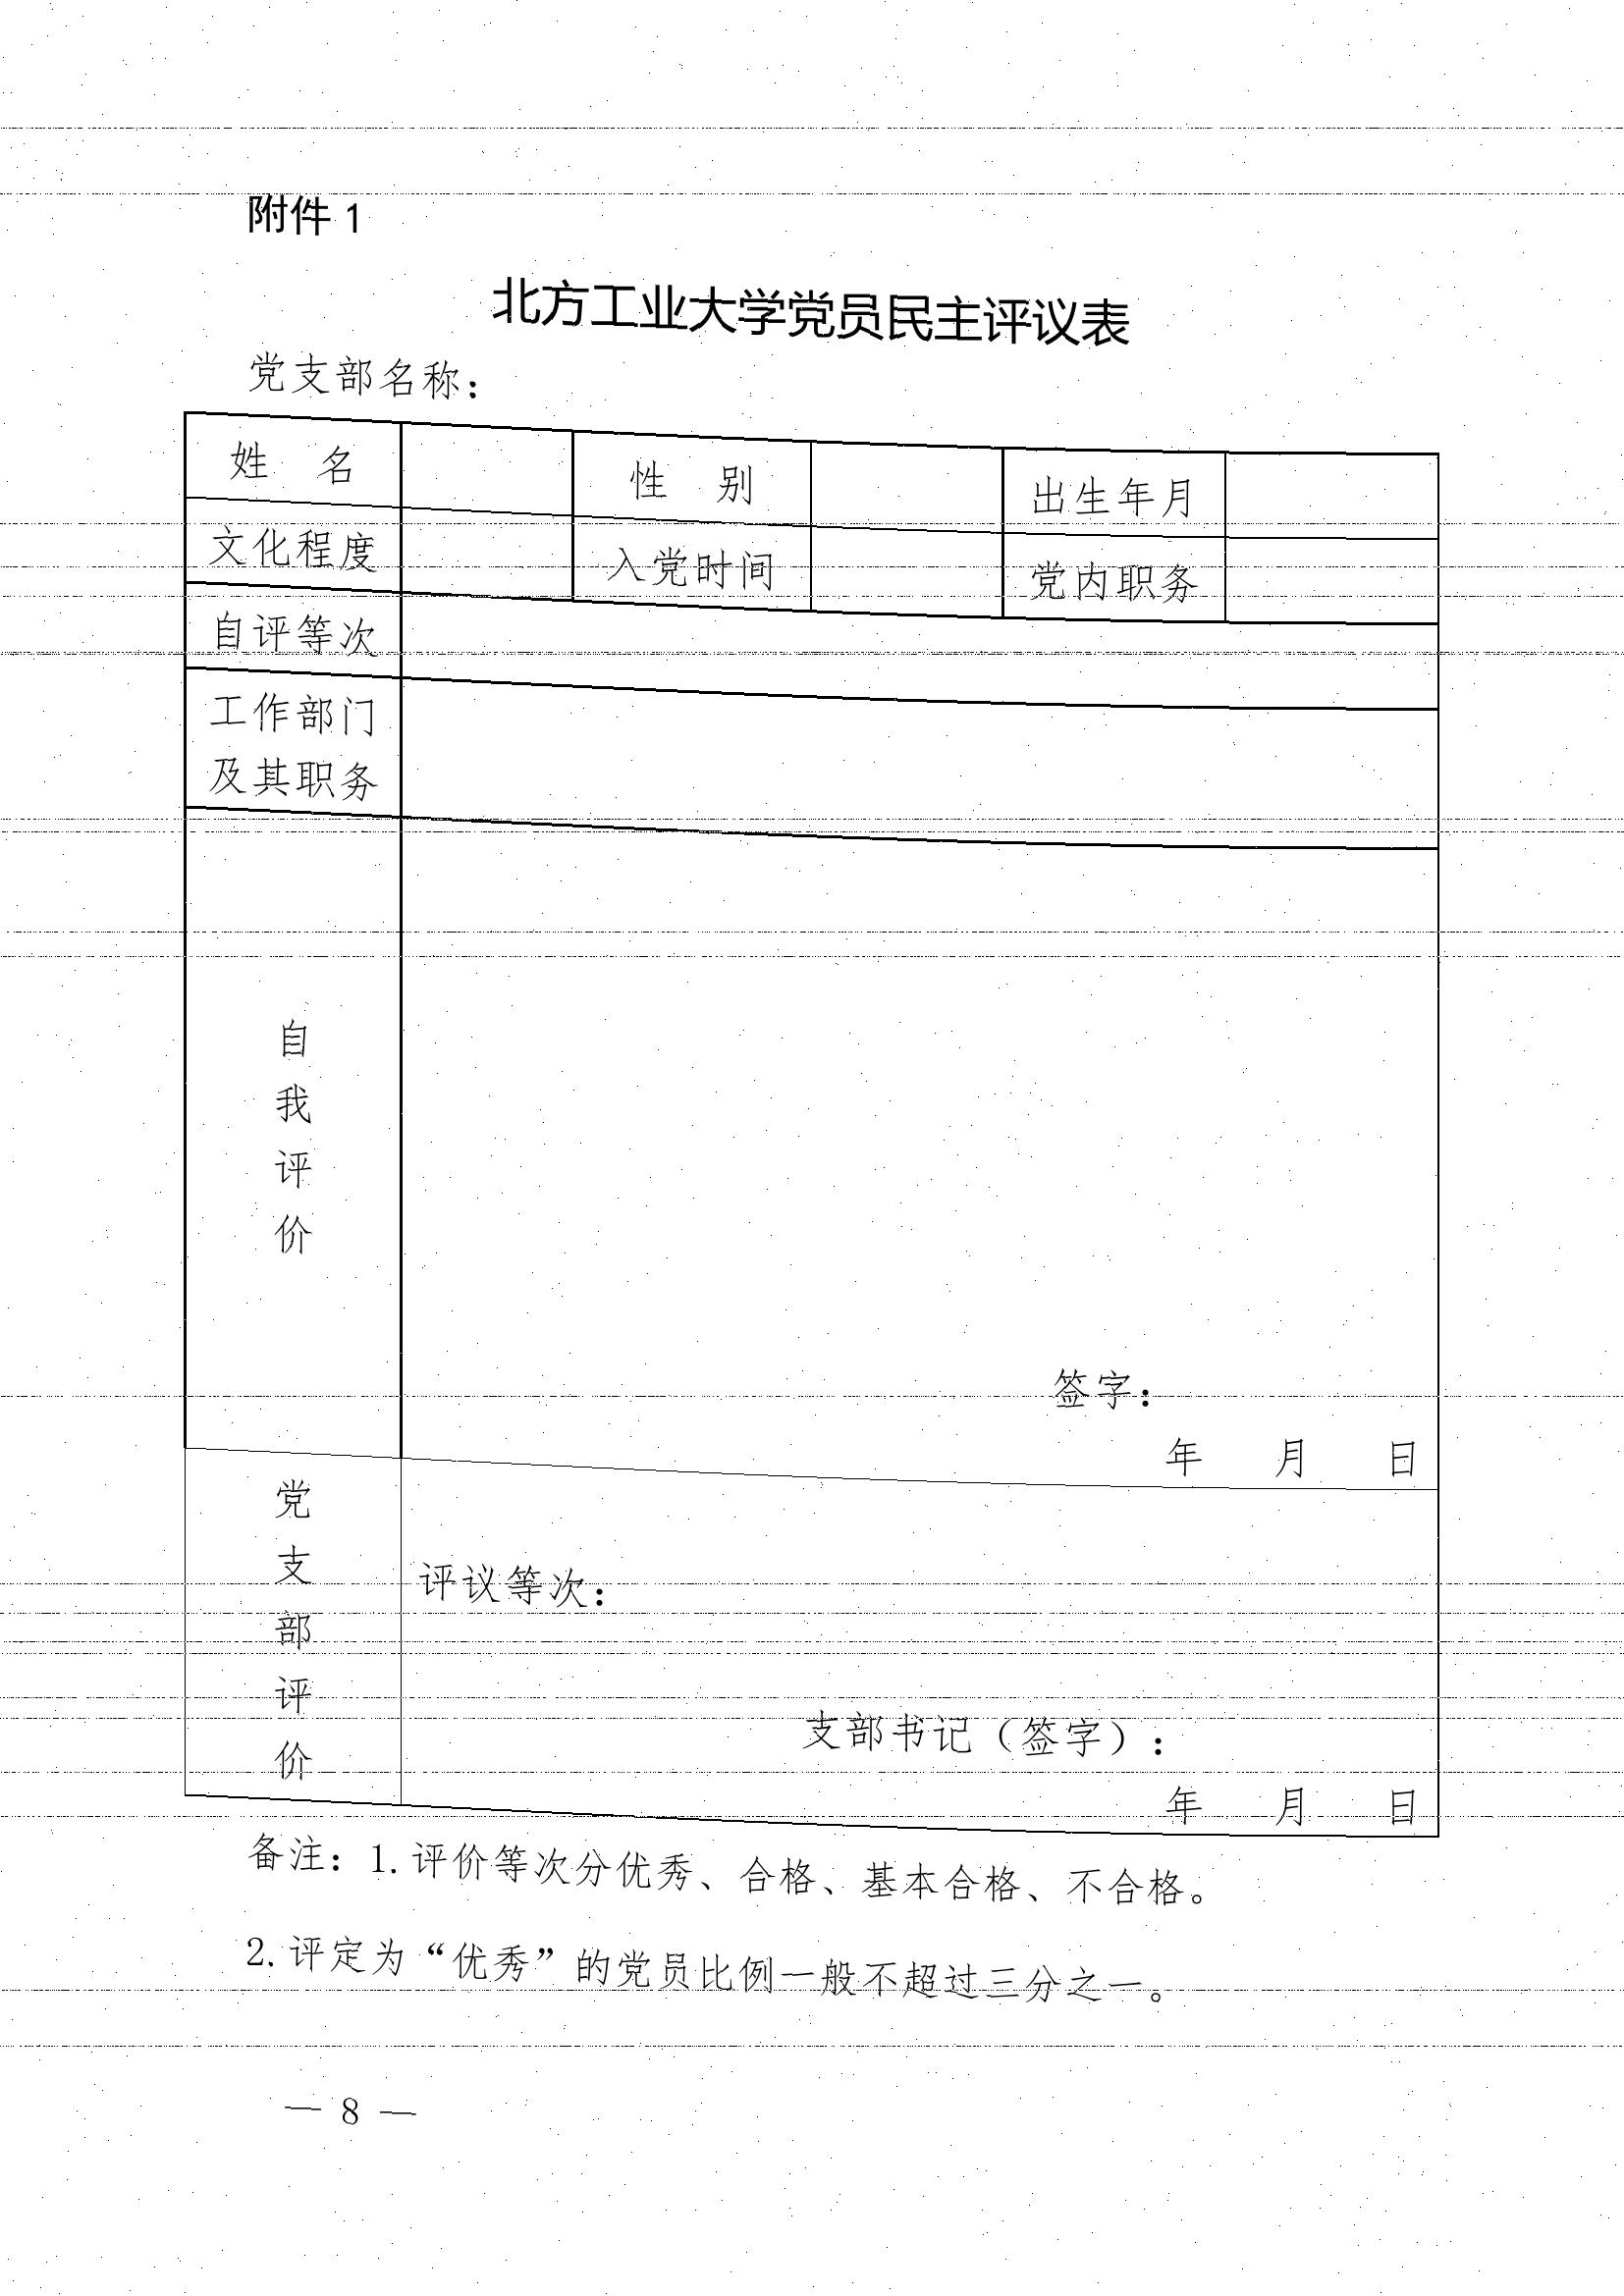 附件 1
北方工业大学党员民主评议表
党支部名称：
姓　名　性　别　出生年月
文化程度　入党时间　党内职务
自评等次
工作部门
及其职务
自
我
评
价
签字：
年　月　日
党
支
部
评
价
评议等次：
支部书记（签字）：
年　月　日
备注：1.评价等次分优秀、合格、基本合格、不合格。
2.评定为“优秀”的党员比例一般不超过三分之一。
— 8 —